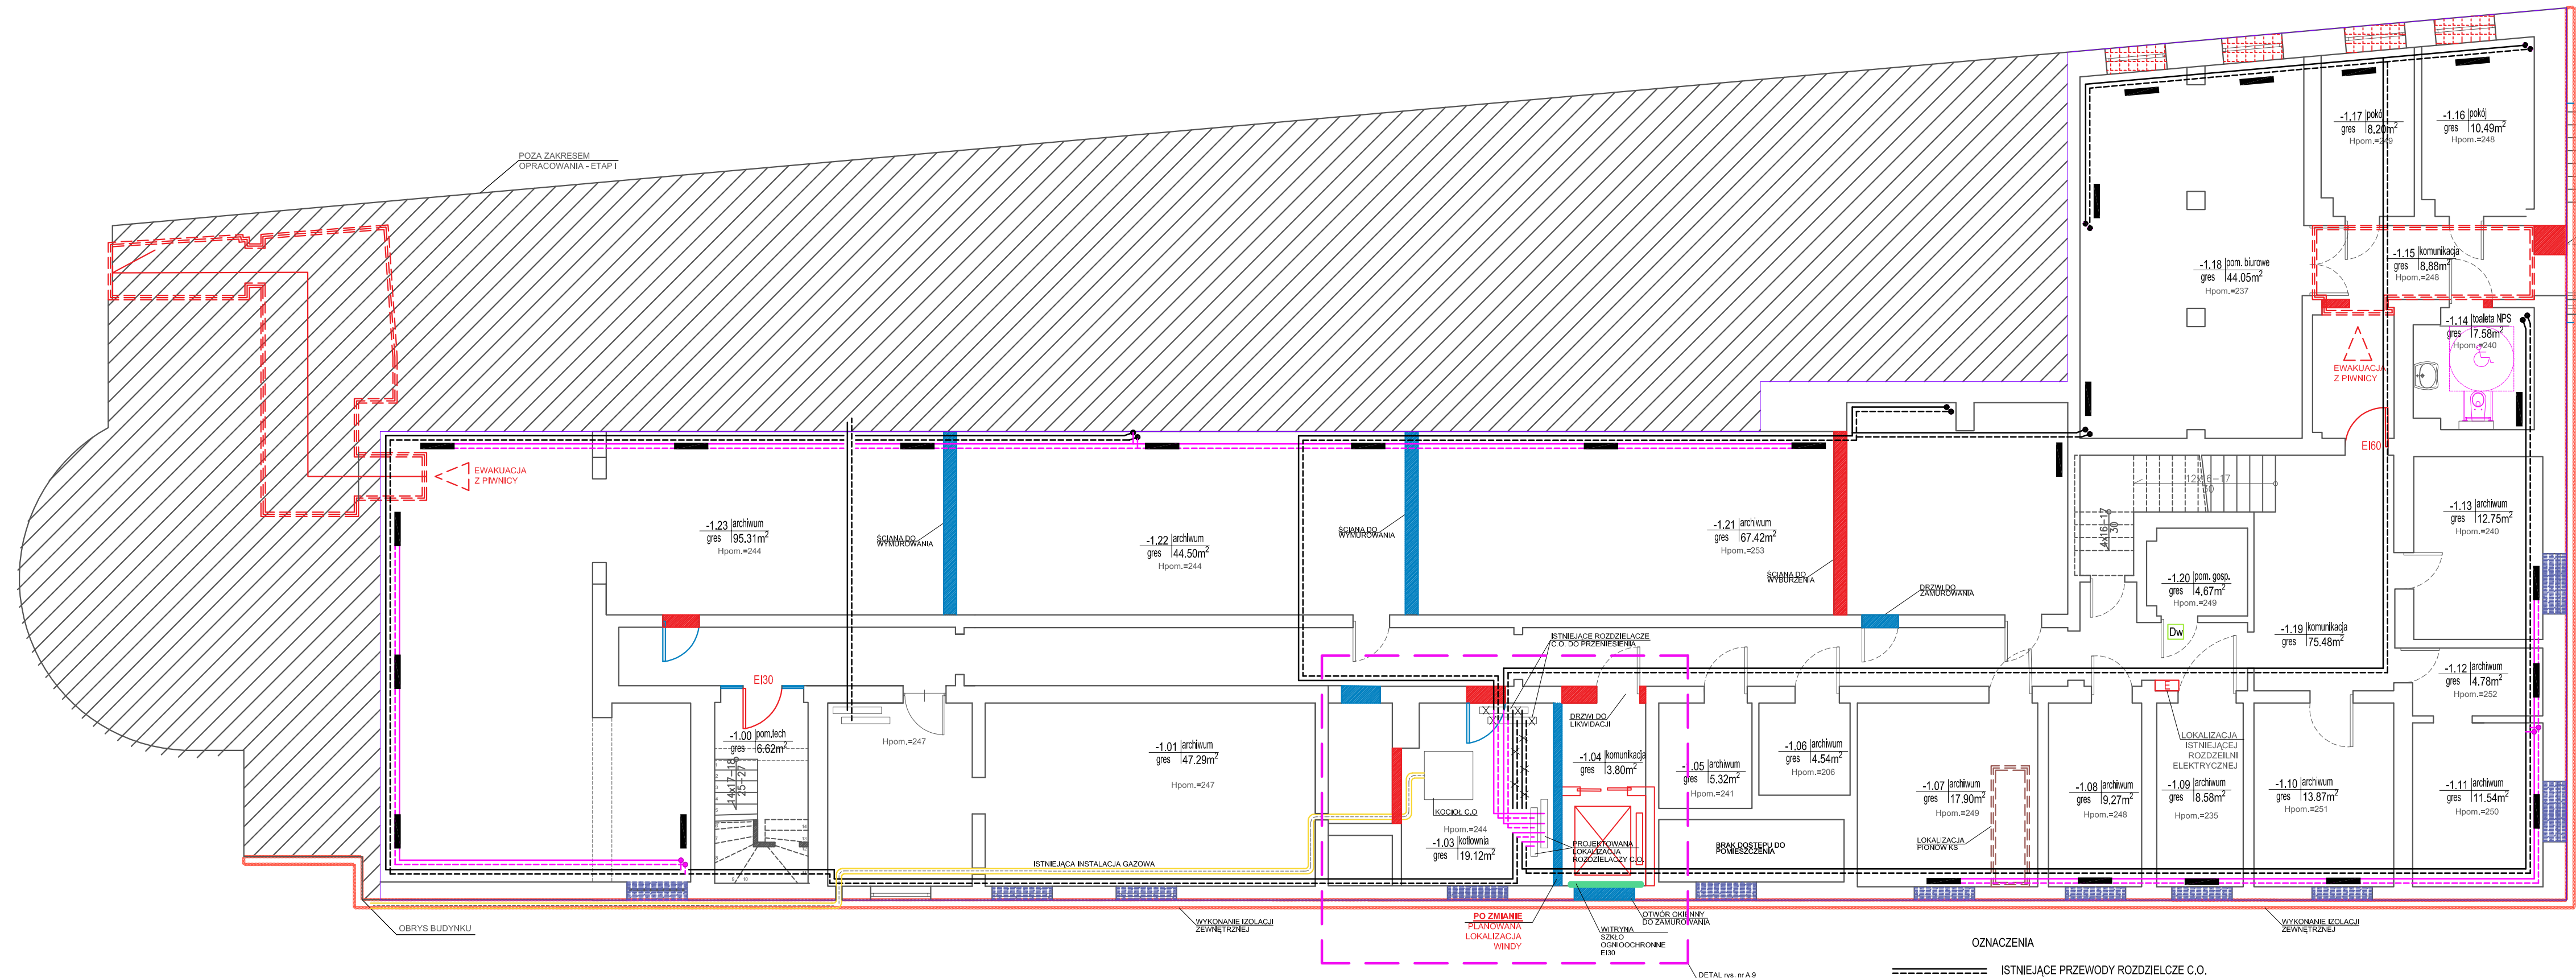 POZA ZAKRESEM
OPRACOWANIA - ETAP I
EWAKUACJA
Z PIWNICY
-1.17 pokój
gres 8.20m²
-1.16 pokój
gres 10.49m²
Hpom.=248
-1.15 komunikacja
gres 8,88m²
Hpom.=248
-1.18 pom. biurowe
gres 44.05m²
Hpom.=237
-1.14 toaleta NPS
gres 7.58m²
Hpom.=240
EWAKUACJA
Z PIWNICY
EI60
-1.23 archiwum
gres 95.31m²
Hpom.=244
ŚCIANA DO
WYMUROWANIA
-1.22 archiwum
gres 44.50m²
Hpom.=244
ŚCIANA DO
WYMUROWANIA
-1.21 archiwum
gres 67.42m²
Hpom.=253
ŚCIANA DO
WYBURZENIA
DRZWI DO
ZAMUROWANIA
4x16-17
30
-1.20 pom. gosp.
gres 4.67m²
Hpom.=249
Dw
-1.13 archiwum
gres 12.75m²
Hpom.=240
-1.19 komunikacja
gres 75.48m²
-1.12 archiwum
gres 4.78m²
Hpom.=252
ISTNIEJĄCE ROZDZIELACZE
C.O. DO PRZENIESIENIA
EI30
-1.00 pom.tech
gres 6.62m²
14x17-18
25-27
Hpom.=247
-1.01 archiwum
gres 47.29m²
Hpom.=247
DRZWI DO
LIKWIDACJI
-1.04 komunikacja
gres 3.80m²
-1.05 archiwum
gres 5.32m²
Hpom.=241
-1.06 archiwum
gres 4.54m²
Hpom.=206
E
LOKALIZACJA
ISTNIEJĄCEJ
ROZDZEILNI
ELEKTRYCZNEJ
-1.07 archiwum
gres 17.90m²
Hpom.=249
-1.08 archiwum
gres 9.27m²
Hpom.=248
-1.09 archiwum
gres 8.58m²
Hpom.=235
-1.10 archiwum
gres 13.87m²
Hpom.=251
-1.11 archiwum
gres 11.54m²
Hpom.=250
KOCIOŁ C.O
Hpom.=244
-1.03 kotłownia
gres 19.12m²
PROJEKTOWANA
LOKALIZACJA
ROZDZIELACZY C.O.
BRAK DOSTĘPU DO
POMIESZCZENIA
LOKALIZACJA
PIONÓW KS
ISTNIEJĄCA INSTALACJA GAZOWA
OBRYS BUDYNKU
WYKONANIE IZOLACJI
ZEWNĘTRZNEJ
PO ZMIANIE
PLANOWANA
LOKALIZACJA
WINDY
OTWÓR OKIENNY
DO ZAMUROWANIA
WITRYNA
SZKŁO
OGNIOOCHRONNE
EI30
WYKONANIE IZOLACJI
ZEWNĘTRZNEJ
DETAL rys. nr A.9
OZNACZENIA
ISTNIEJĄCE PRZEWODY ROZDZIELCZE C.O.